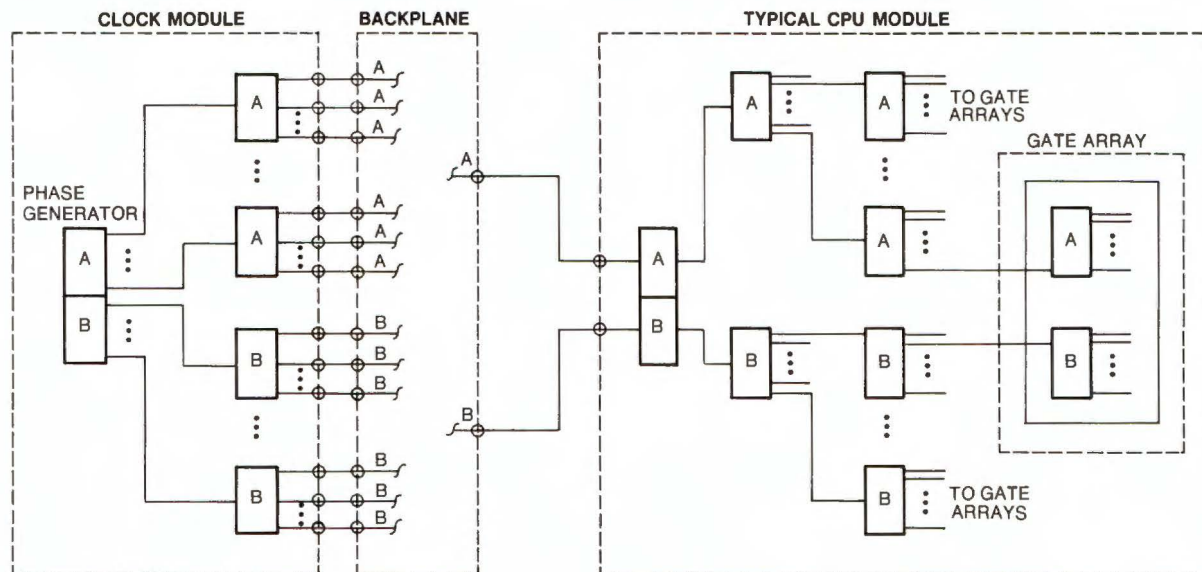 CLOCK MODULE
BACKPLANE
TYPICAL CPU MODULE
PHASE
GENERATOR
A
B
A
A
B
B
A
A
A
A
A
A
B
B
B
B
B
B
A
B
A
B
A
B
A
A
B
B
TO GATE
ARRAYS
TO GATE
ARRAYS
GATE ARRAY
A
B